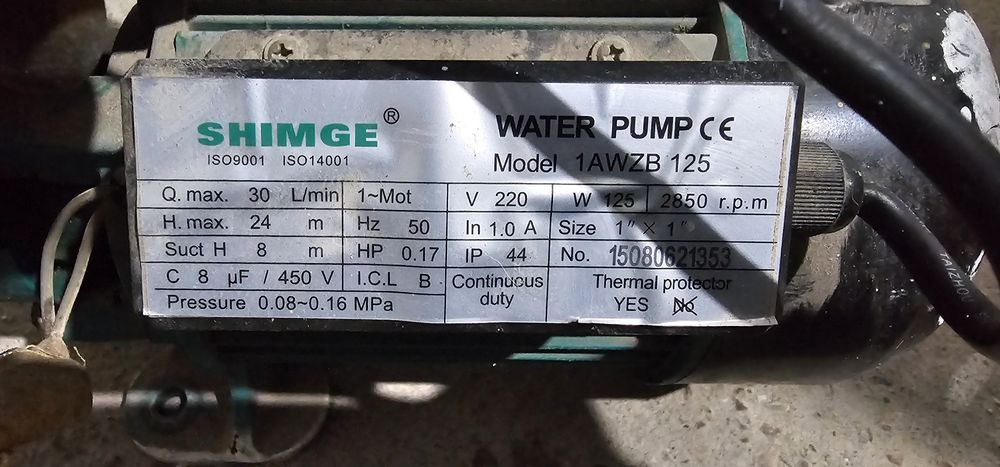 SHIMGE ®
ISO9001 ISO14001
WATER PUMP CE
Model 1AWZB 125
Q. max. 30 L/min 1~Mot V 220 W 125 2850 r.p.m
H. max. 24 m Hz 50 In 1.0 A Size 1" × 1"
Suct H 8 m HP 0.17 IP 44 No. 15080621353
C 8 µF / 450 V I.C.L B Continuous duty Thermal protector
Pressure 0.08~0.16 MPa YES No
TAIZHOU